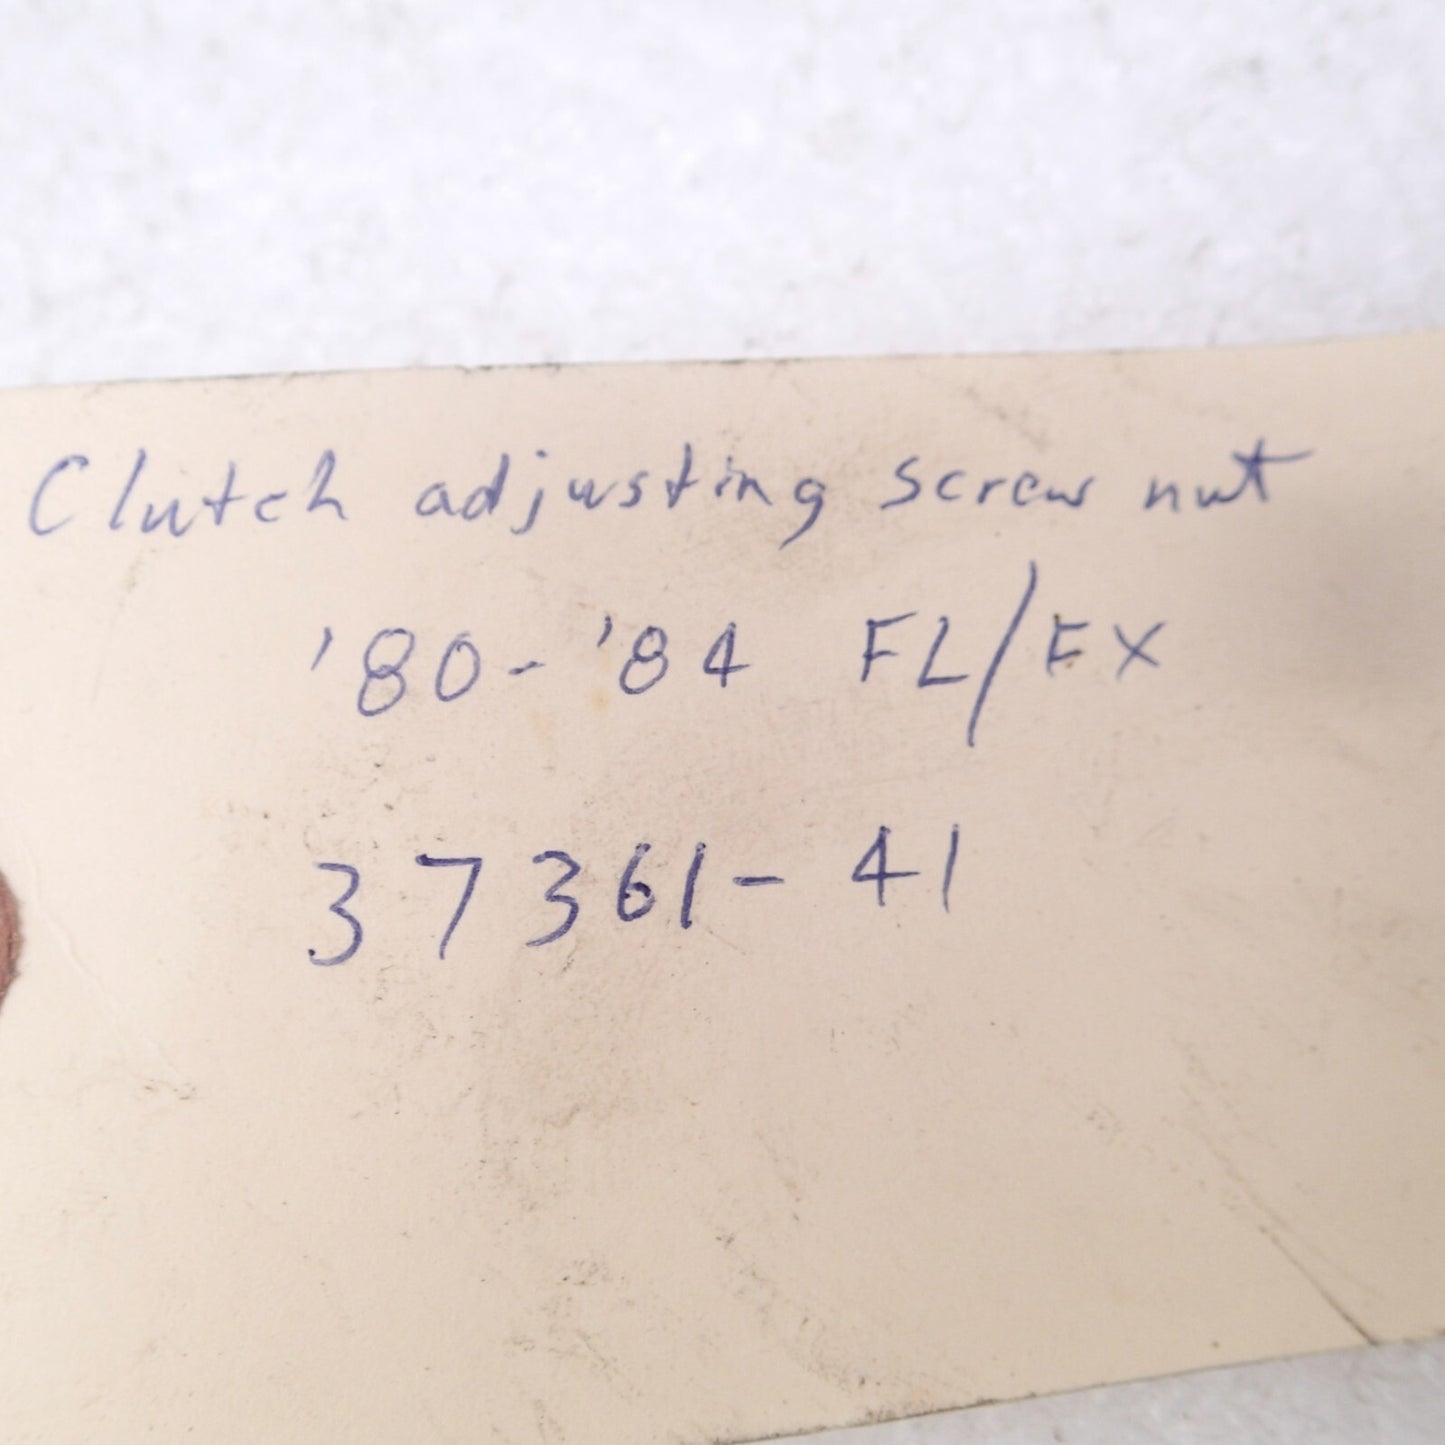 Clutch adjusting screw nut
'80-'84 FL/FX
37361-41